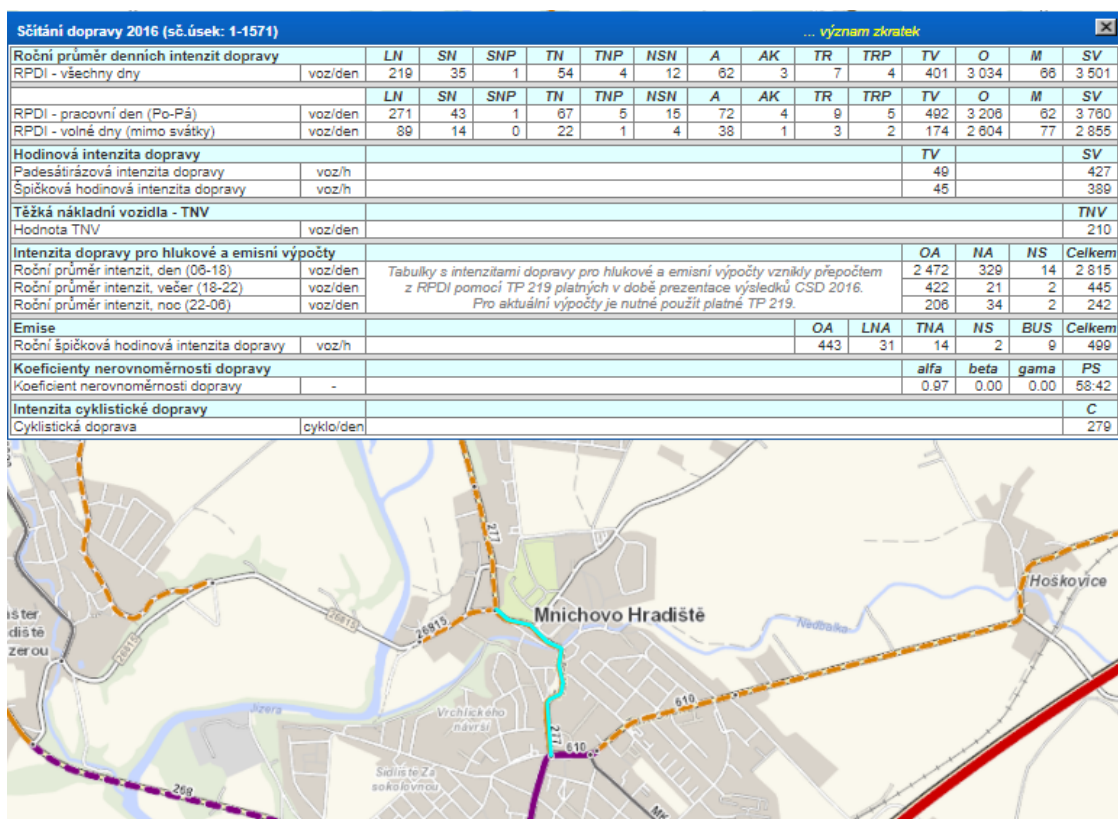 Sčítání dopravy 2016 (sč.úsek: 1-1571) ... význam zkratek
Roční průměr denních intenzit dopravy LN SN SNP TN TNP NSN A AK TR TRP TV O M SV
RPDI - všechny dny voz/den 219 35 1 54 4 12 62 3 7 4 401 3 034 66 3 501
LN SN SNP TN TNP NSN A AK TR TRP TV O M SV
RPDI - pracovní den (Po-Pá) voz/den 271 43 1 67 5 15 72 4 9 5 492 3 206 62 3 760
RPDI - volné dny (mimo svátky) voz/den 89 14 0 22 1 4 38 1 3 2 174 2 604 77 2 855
Hodinová intenzita dopravy TV SV
Padesátirázová intenzita dopravy voz/h 49 427
Špičková hodinová intenzita dopravy voz/h 45 389
Těžká nákladní vozidla - TNV TNV
Hodnota TNV voz/den 210
Intenzita dopravy pro hlukové a emisní výpočty OA NA NS Celkem
Roční průměr intenzit, den (06-18) voz/den 2 472 329 14 2 815
Roční průměr intenzit, večer (18-22) voz/den 422 21 2 445
Roční průměr intenzit, noc (22-06) voz/den 206 34 2 242
Tabulky s intenzitami dopravy pro hlukové a emisní výpočty vznikly přepočtem
z RPDI pomocí TP 219 platných v době prezentace výsledků CSD 2016.
Pro aktuální výpočty je nutné použít platné TP 219.
Emise OA LNA TNA NS BUS Celkem
Roční špičková hodinová intenzita dopravy voz/h 443 31 14 2 9 499
Koeficienty nerovnoměrnosti dopravy alfa beta gama PS
Koeficient nerovnoměrnosti dopravy - 0.97 0.00 0.00 58:42
Intenzita cyklistické dopravy C
Cyklistická doprava cyklo/den 279
277
Hoškovice
Mnichovo Hradiště
ster
diště
zerou
26815
26815
Nedbalka
610
Jizera
Vrchlického
návrší
277
610
Sídliště Za
sokolovnou
268